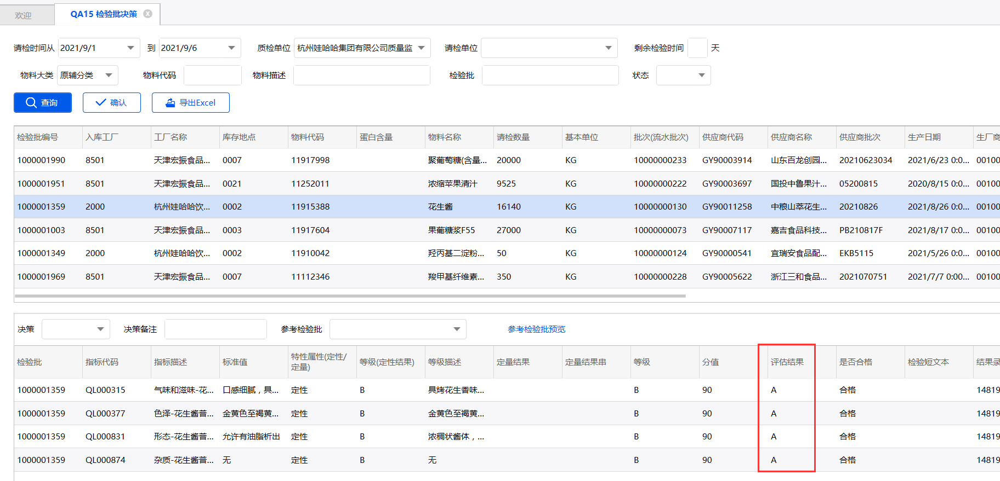 欢迎
QA15 检验批决策
请检时间从 2021/9/1 到 2021/9/6 质检单位 杭州娃哈哈集团有限公司质量监 请检单位 剩余检验时间 天
物料大类 原辅分类 物料代码 物料描述 检验批 状态
查询 确认 导出Excel
检验批编号 入库工厂 工厂名称 库存地点 物料代码 蛋白含量 物料名称 请检数量 基本单位 批次(流水批次) 供应商代码 供应商名称 供应商批次 生产日期 生厂商
1000001990 8501 天津宏振食品... 0007 11917998 聚葡萄糖(含量... 20000 KG 10000000233 GY90003914 山东百龙创园... 20210623034 2021/6/23 0:0... 00100
1000001951 8501 天津宏振食品... 0021 11252011 浓缩苹果清汁 9525 KG 10000000222 GY90003697 国投中鲁果汁... 05200815 2020/8/15 0:0... 00100
1000001359 2000 杭州娃哈哈饮... 0002 11915388 花生酱 16140 KG 10000000130 GY90011258 中粮山萃花生... 20210826 2021/8/26 0:0... 00100
1000001003 8501 天津宏振食品... 0003 11917604 果葡糖浆F55 27000 KG 10000000073 GY90007117 嘉吉食品科技... PB210817F 2021/8/17 0:0... 00100
1000001349 2000 杭州娃哈哈饮... 0002 11910042 羟丙基二淀粉... 50 KG 10000000124 GY90000541 宜瑞安食品配... EKB5115 2021/5/26 0:0... 00100
1000001969 8501 天津宏振食品... 0007 11112346 羧甲基纤维素... 350 KG 10000000228 GY90005622 浙江三和食品... 2021070751 2021/7/7 0:00... 00100
决策 决策备注 参考检验批 参考检验批预览
检验批 指标代码 指标描述 标准值 特性属性(定性/
定量) 等级(定性结果) 等级描述 定量结果 定量结果串 等级 分值 评估结果 是否合格 检验短文本 结果录
1000001359 QL000315 气味和滋味-花... 口感细腻，具... 定性 B 具烤花生香味... B 90 A 合格 14819
1000001359 QL000377 色泽-花生酱普... 金黄色至褐黄... 定性 B 金黄色至褐黄... B 90 A 合格 14819
1000001359 QL000831 形态-花生酱普... 允许有油脂析出 定性 B 浓稠状酱体，... B 90 A 合格 14819
1000001359 QL000874 杂质-花生酱普... 无 定性 B 无 B 90 A 合格 14819